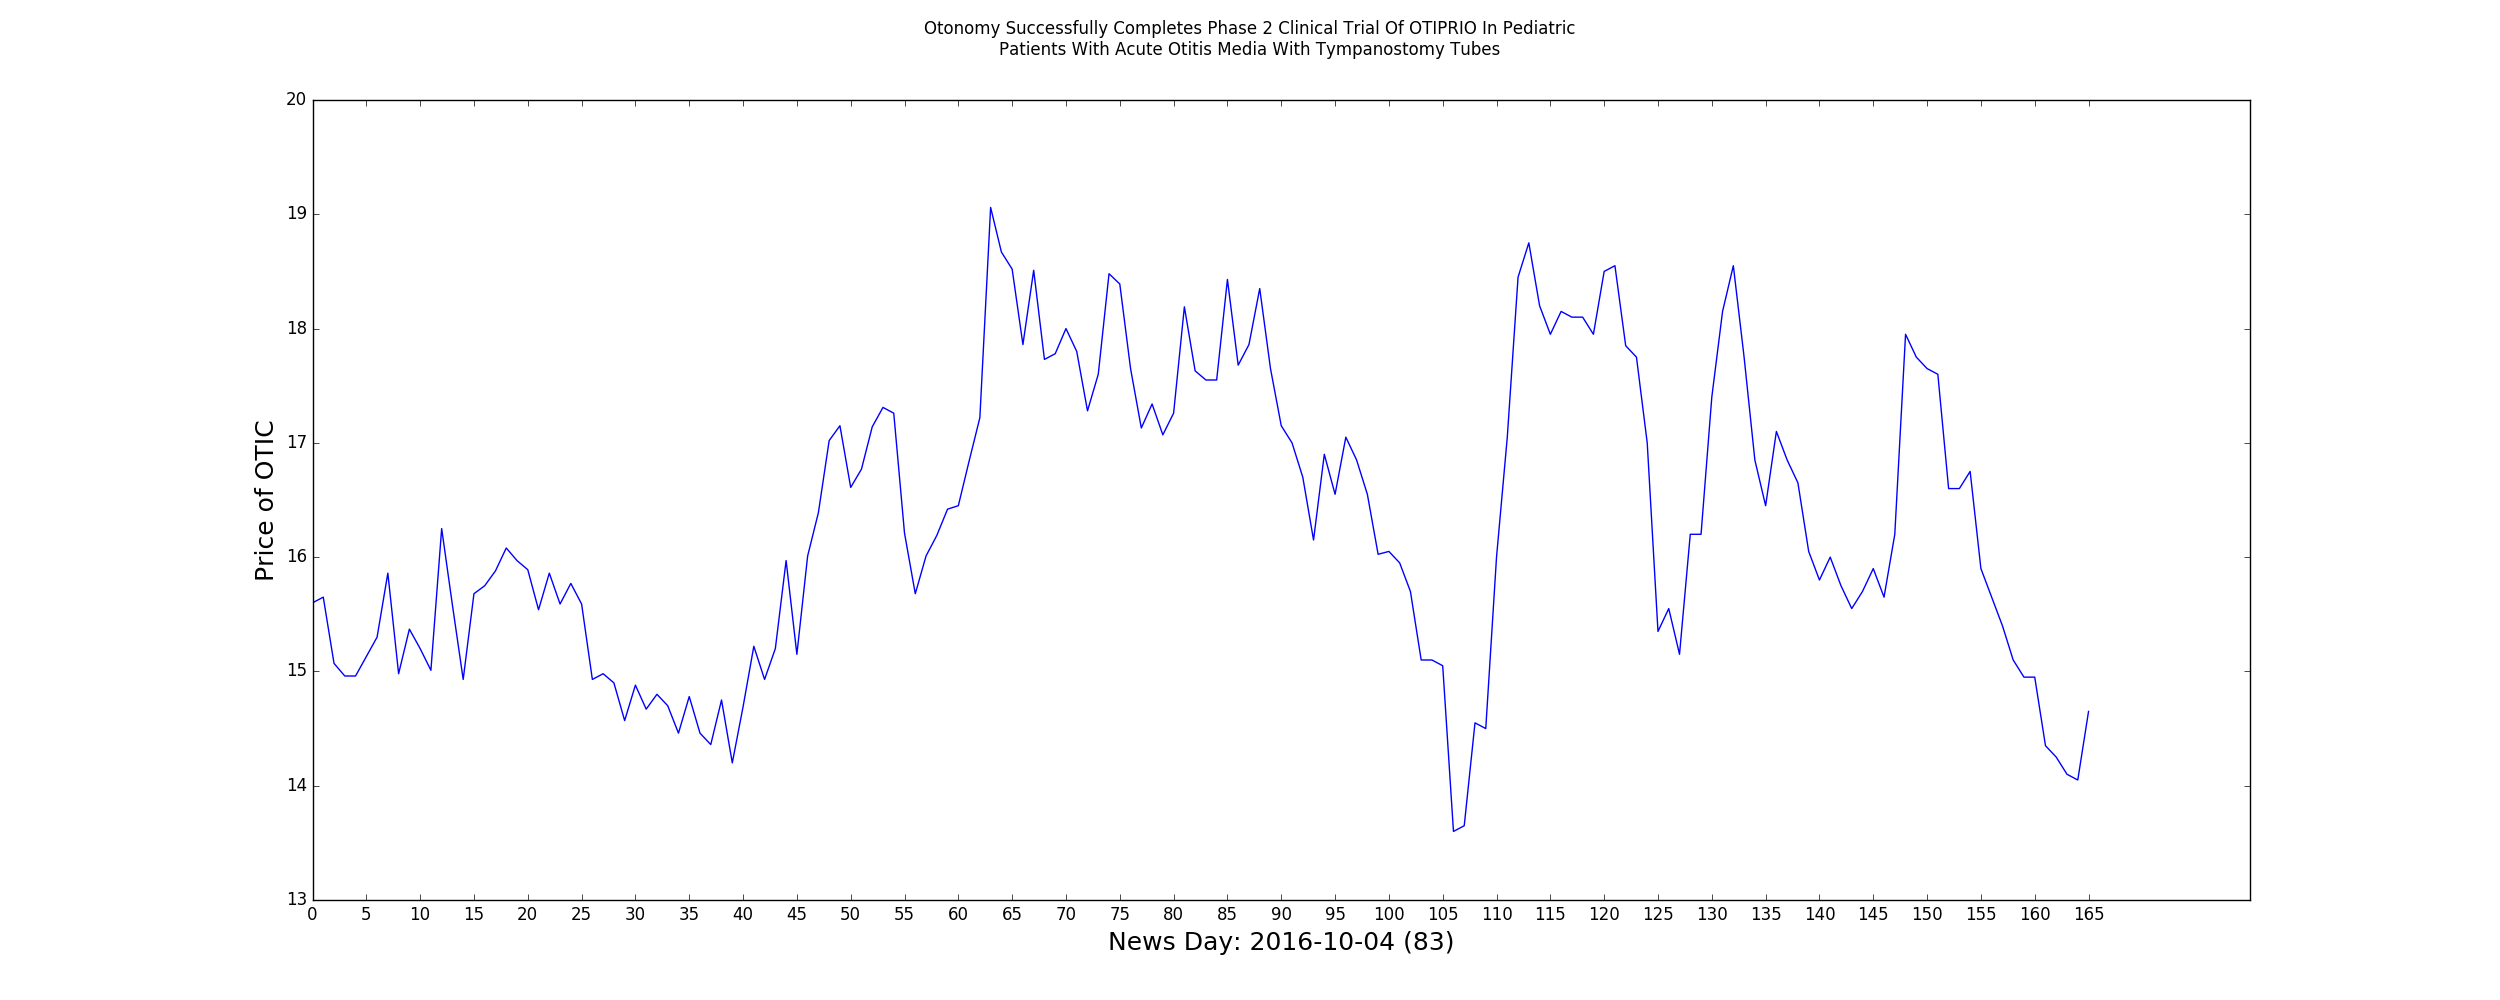 Otonomy Successfully Completes Phase 2 Clinical Trial Of OTIPRIO In Pediatric
Patients With Acute Otitis Media With Tympanostomy Tubes
20
19
18
17
16
15
14
13
Price of OTIC
0 5 10 15 20 25 30 35 40 45 50 55 60 65 70 75 80 85 90 95 100 105 110 115 120 125 130 135 140 145 150 155 160 165
News Day: 2016-10-04 (83)